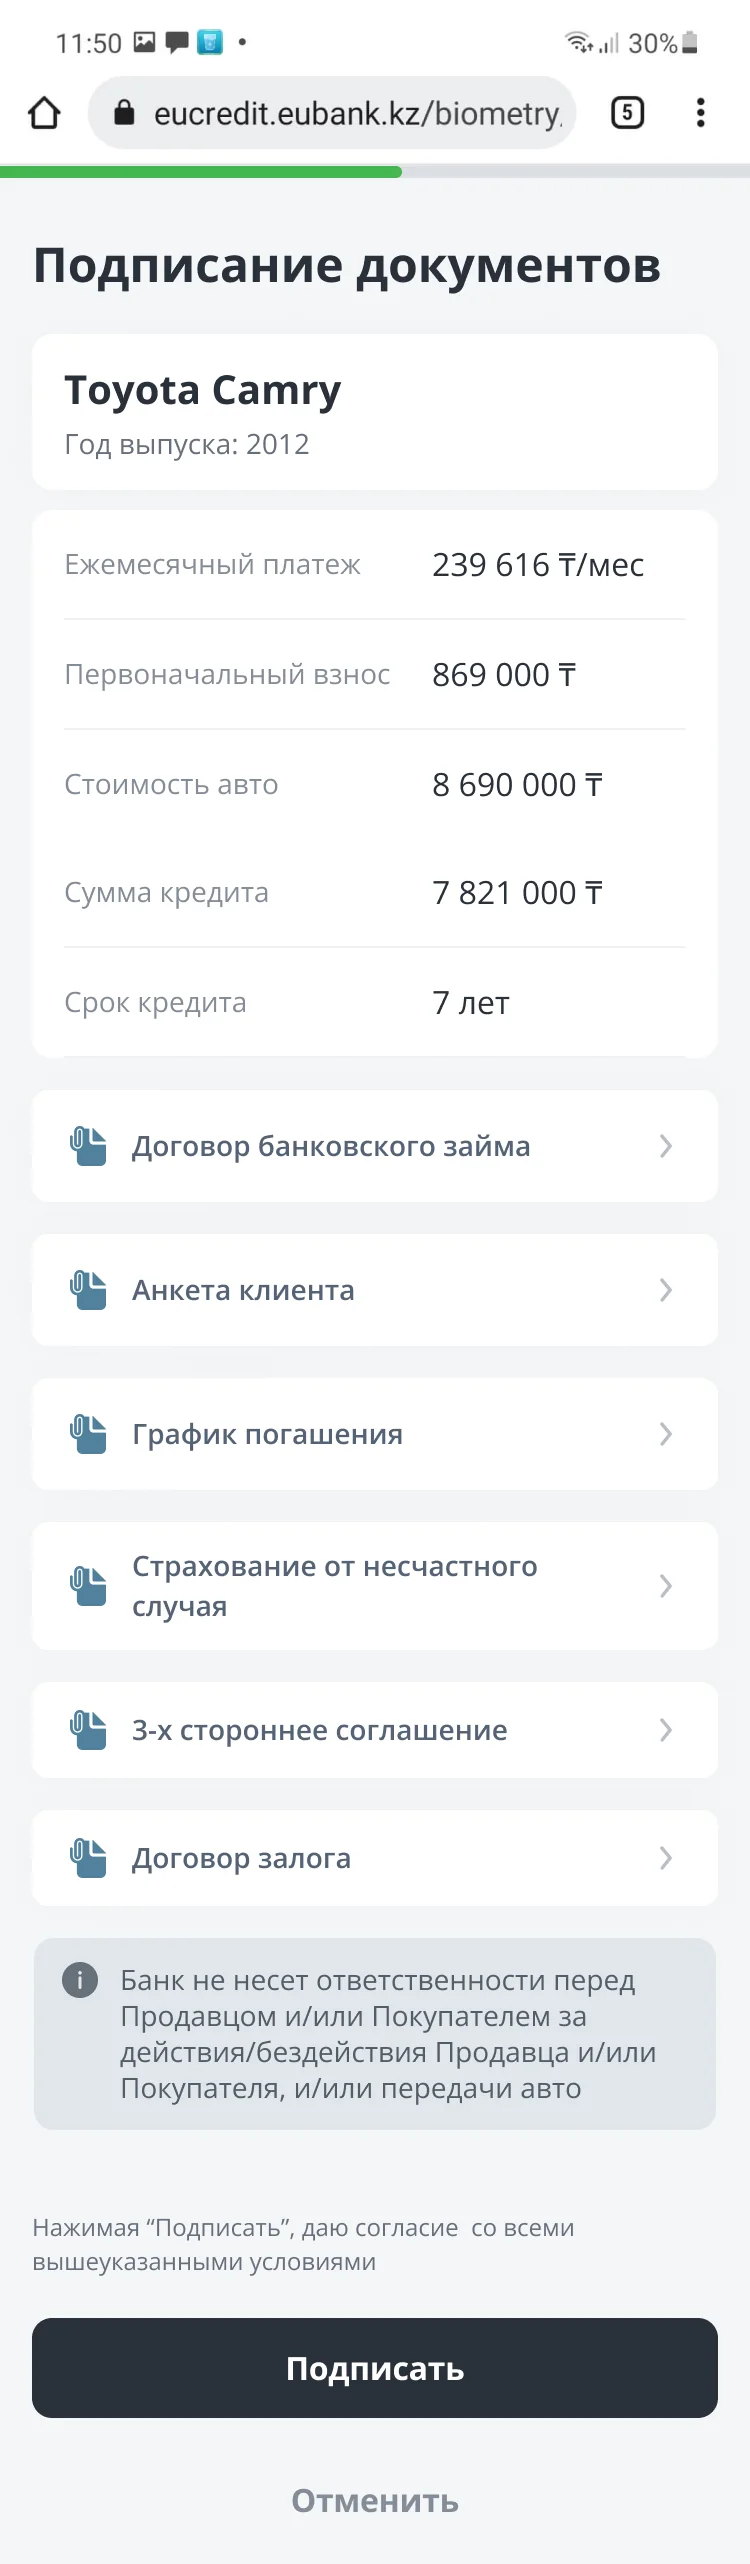 11:50
30%
eucredit.eubank.kz/biometry
5
Подписание документов
Toyota Camry
Год выпуска: 2012
Ежемесячный платеж 239 616 ₸/мес
Первоначальный взнос 869 000 ₸
Стоимость авто 8 690 000 ₸
Сумма кредита 7 821 000 ₸
Срок кредита 7 лет
Договор банковского займа
Анкета клиента
График погашения
Страхование от несчастного
случая
3-х стороннее соглашение
Договор залога
Банк не несет ответственности перед
Продавцом и/или Покупателем за
действия/бездействия Продавца и/или
Покупателя, и/или передачи авто
Нажимая “Подписать”, даю согласие со всеми
вышеуказанными условиями
Подписать
Отменить